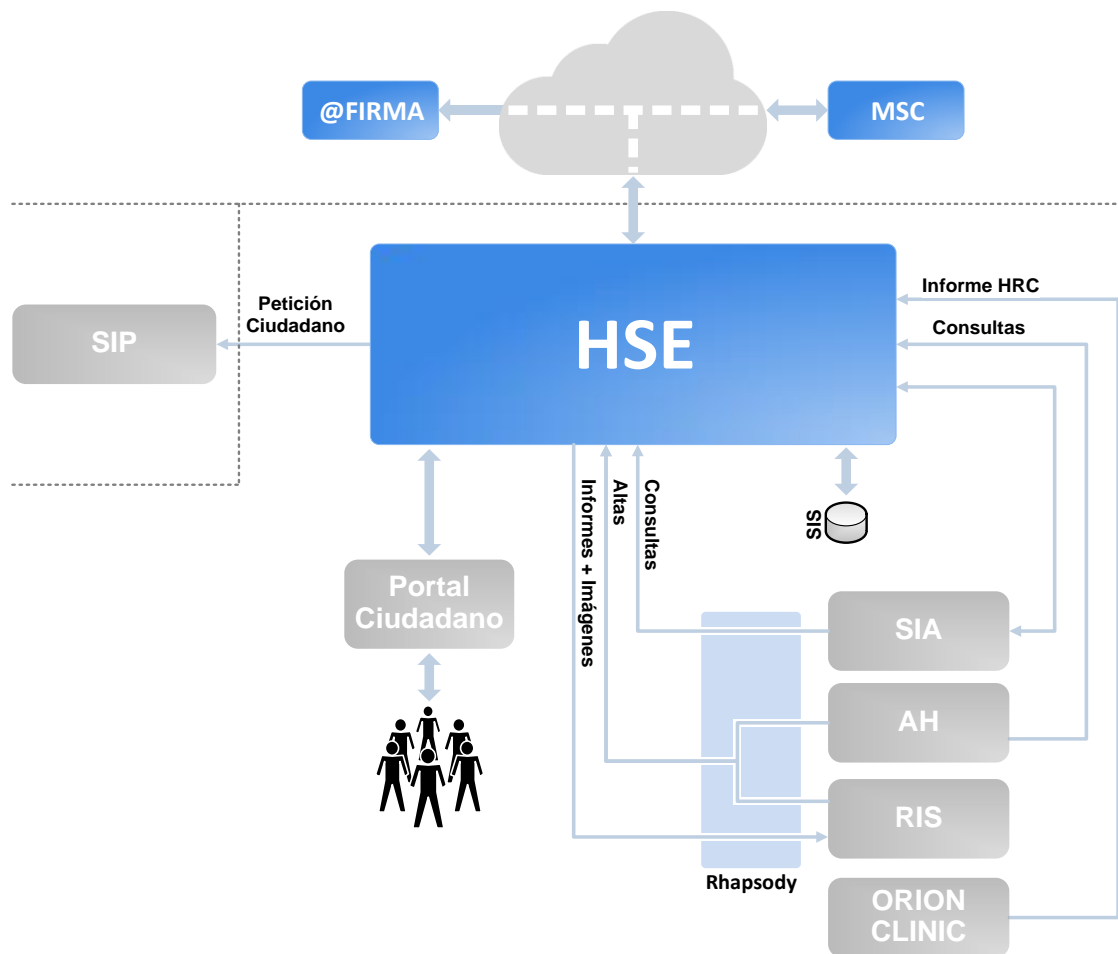 @FIRMA
MSC
HSE
SIP
Petición
Ciudadano
Informe HRC
Consultas
Informes + Imágenes
Altas
Consultas
SIS
Portal
Ciudadano
SIA
AH
RIS
Rhapsody
ORION
CLINIC